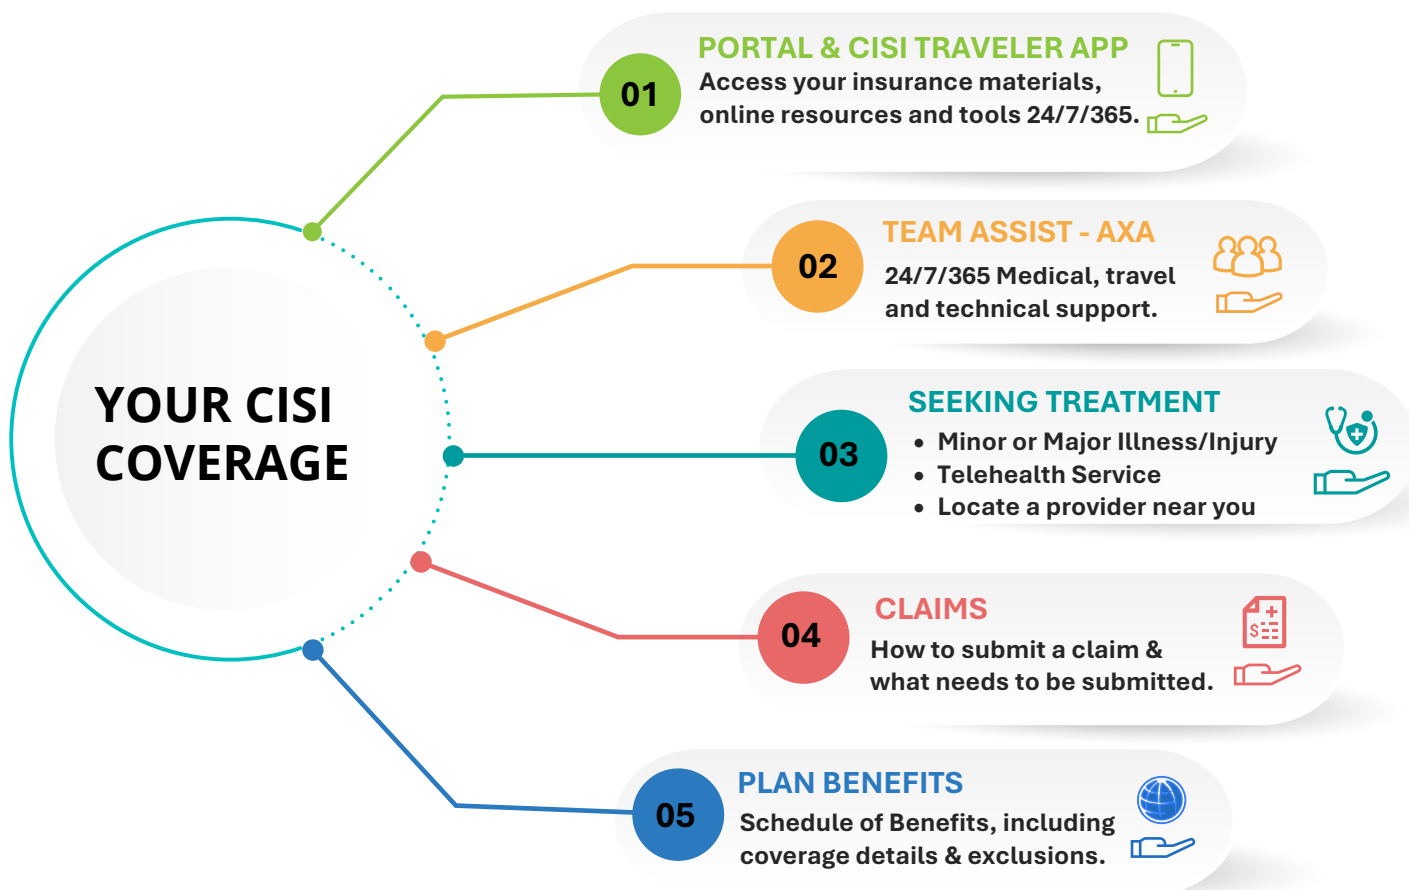 YOUR CISI
COVERAGE
01
PORTAL & CISI TRAVELER APP
Access your insurance materials,
online resources and tools 24/7/365.
02
TEAM ASSIST - AXA
24/7/365 Medical, travel
and technical support.
03
SEEKING TREATMENT
• Minor or Major Illness/Injury
• Telehealth Service
• Locate a provider near you
04
CLAIMS
How to submit a claim &
what needs to be submitted.
$
05
PLAN BENEFITS
Schedule of Benefits, including
coverage details & exclusions.